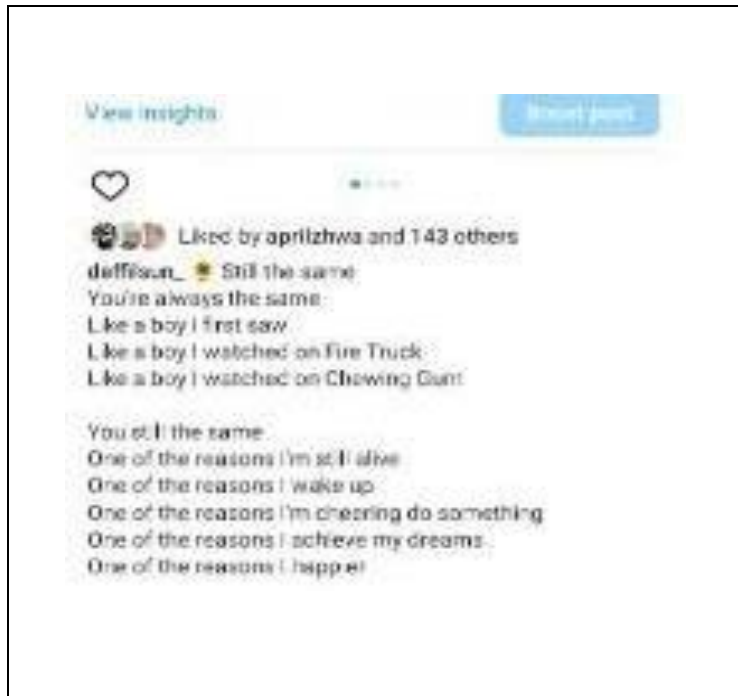 View insights
Boost post
Liked by aprilzhwa and 143 others
deffilsun_ 🌻 Still the same
You're always the same
Like a boy I first saw
Like a boy I watched on Fire Truck
Like a boy I watched on Chewing Gum
You still the same
One of the reasons I'm still alive
One of the reasons I wake up
One of the reasons I'm cheering do something
One of the reasons I achieve my dreams
One of the reasons I happier